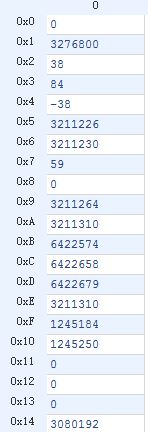 0
0x0 0
0x1 3276800
0x2 38
0x3 84
0x4 -38
0x5 3211226
0x6 3211230
0x7 59
0x8 0
0x9 3211264
0xA 3211310
0xB 6422574
0xC 6422658
0xD 6422679
0xE 3211310
0xF 1245184
0x10 1245250
0x11 0
0x12 0
0x13 0
0x14 3080192